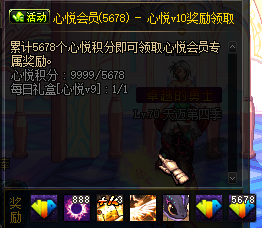 活动 心悦会员(5678) - 心悦v10奖励领取
累计5678个心悦积分即可领取心悦会员专
属奖励。
心悦积分 : 9999/5678
每日礼盒[心悦v9] : 1/1
奖励
888
3
5678